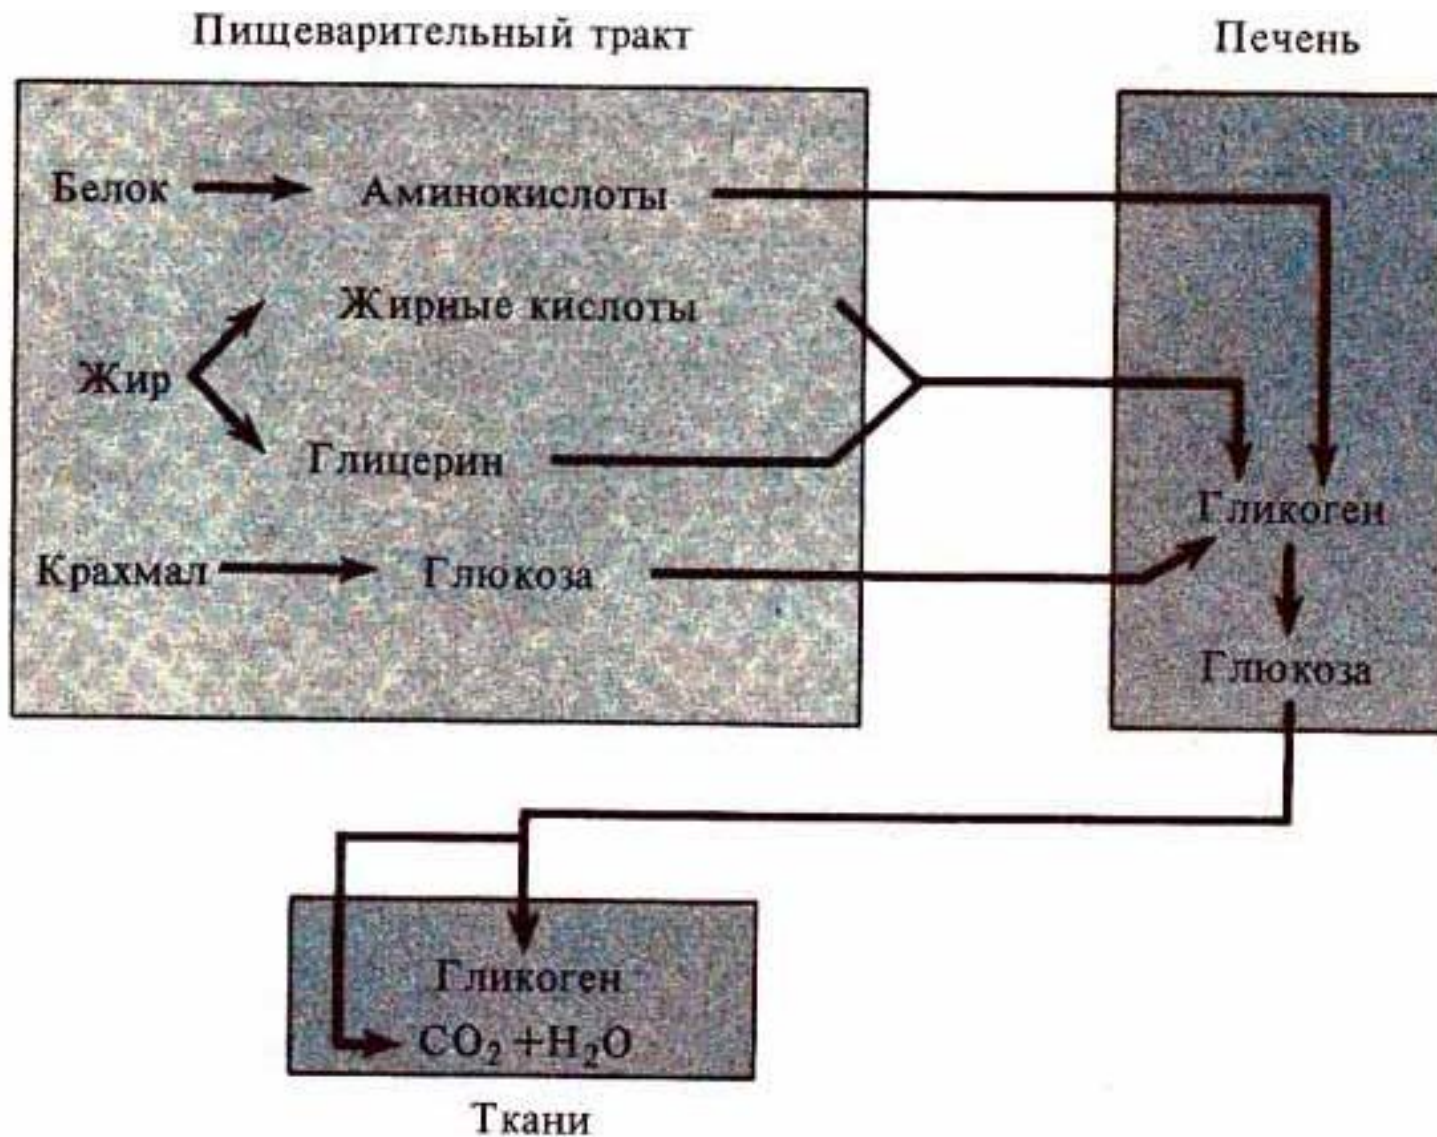 Пищеварительный тракт
Печень
Белок
Аминокислоты
Жирные кислоты
Жир
Глицерин
Гликоген
Крахмал
Глюкоза
Глюкоза
Гликоген
CO₂+H₂O
Ткани